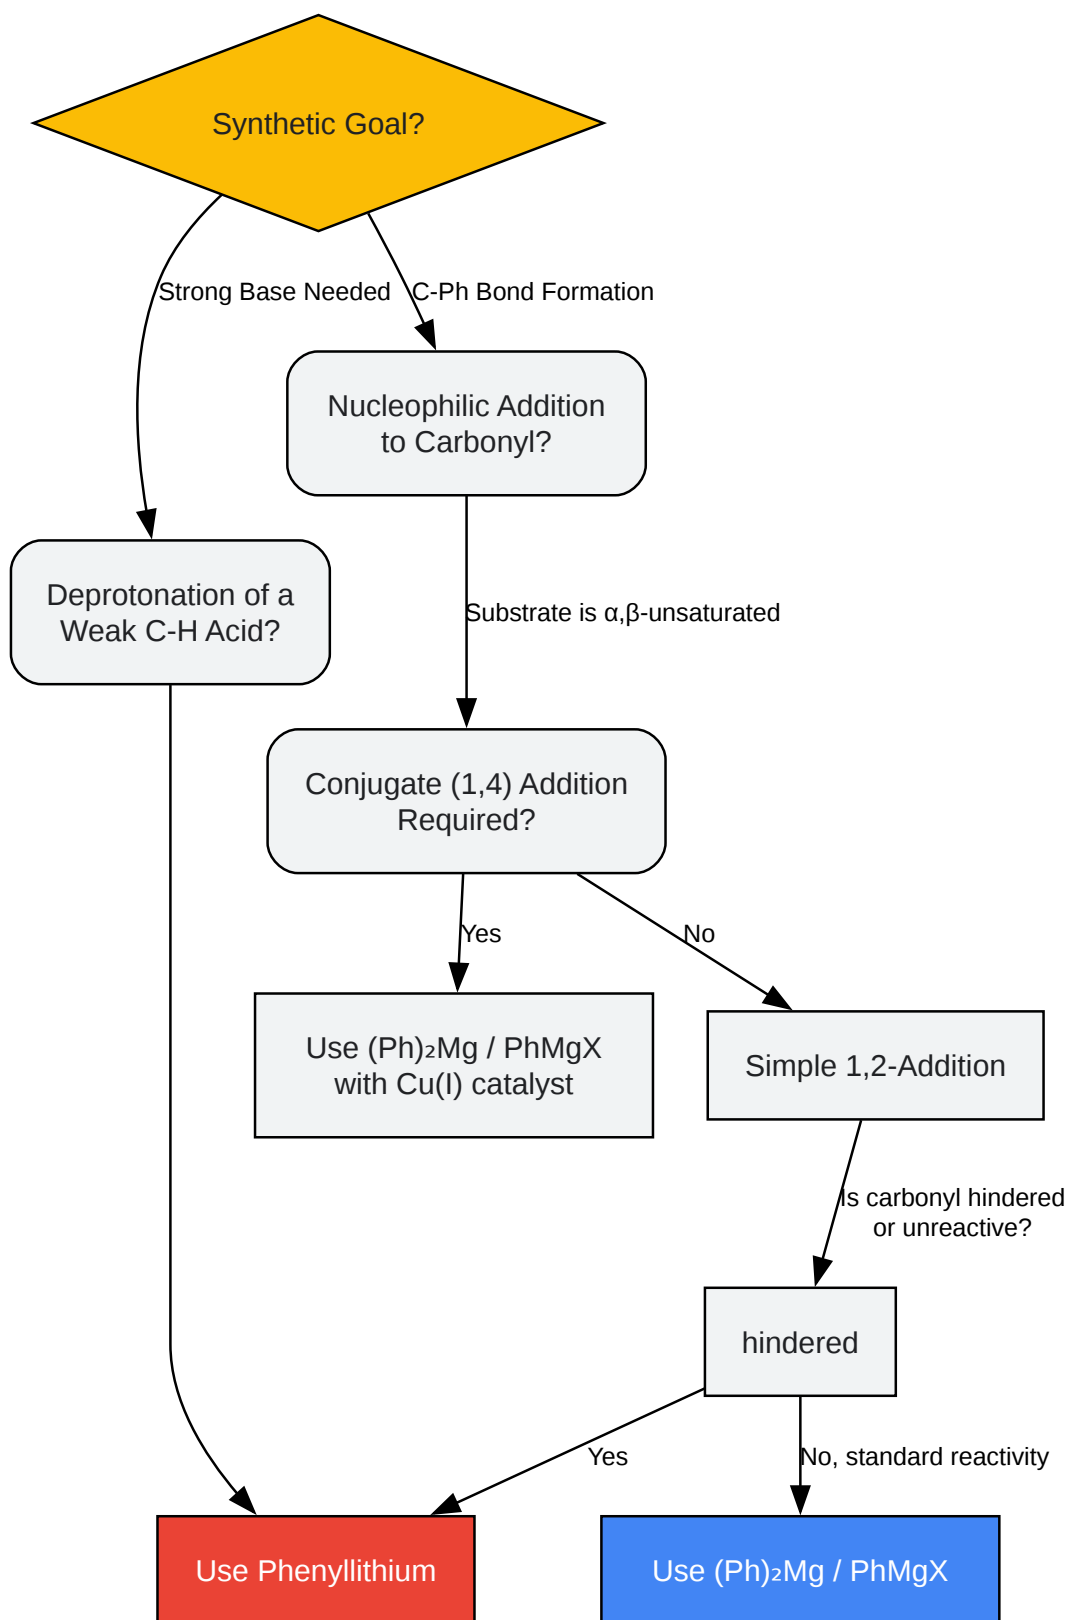 Synthetic Goal?
Strong Base Needed
C-Ph Bond Formation
Nucleophilic Addition
to Carbonyl?
Deprotonation of a
Weak C-H Acid?
Substrate is α,β-unsaturated
Conjugate (1,4) Addition
Required?
Yes
No
Use (Ph)₂Mg / PhMgX
with Cu(I) catalyst
Simple 1,2-Addition
Is carbonyl hindered
or unreactive?
hindered
Yes
No, standard reactivity
Use Phenyllithium
Use (Ph)₂Mg / PhMgX